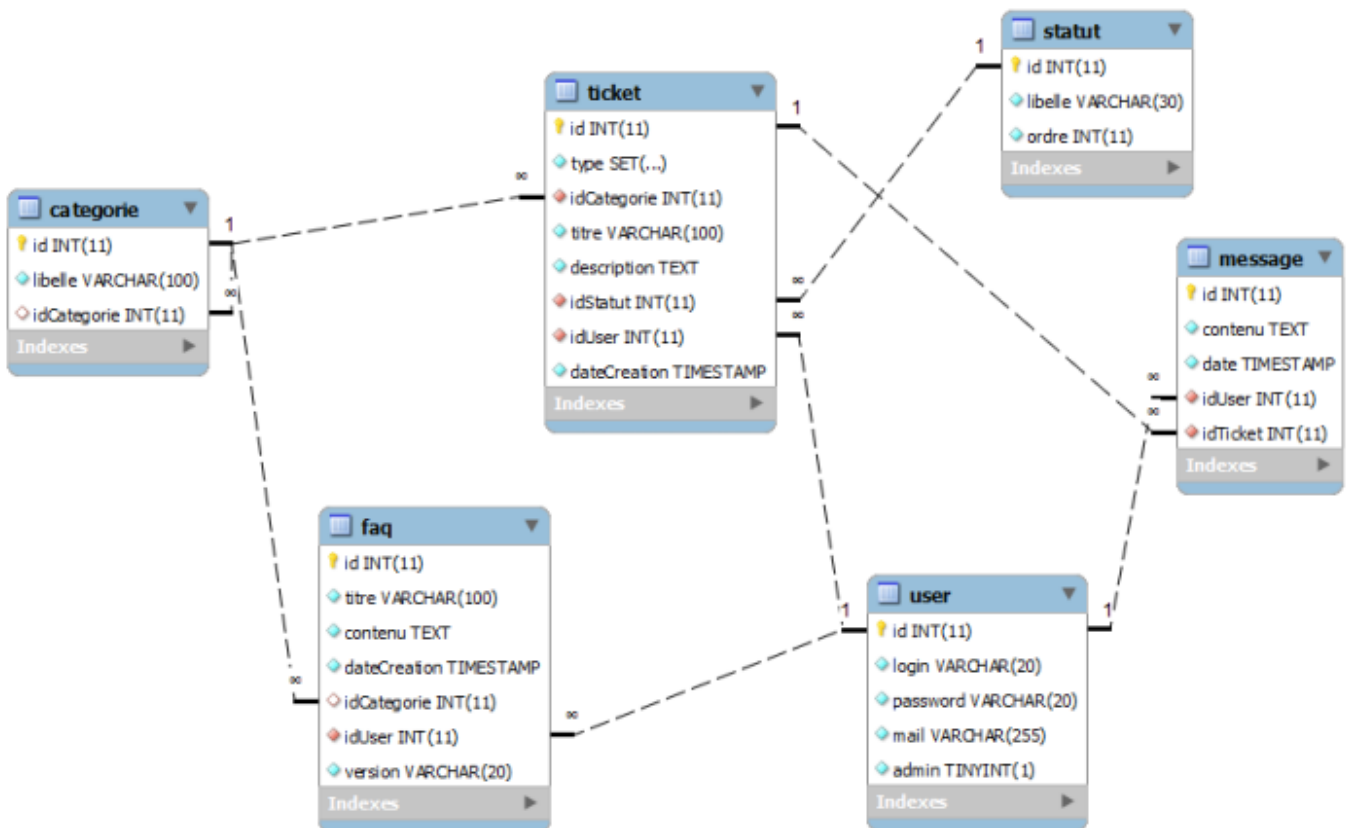 statut
id INT(11)
libelle VARCHAR(30)
ordre INT(11)
Indexes
1
ticket
id INT(11)
type SET(...)
idCategorie INT(11)
titre VARCHAR(100)
description TEXT
idStatut INT(11)
idUser INT(11)
dateCreation TIMESTAMP
Indexes
1
∞
∞
∞
categorie
id INT(11)
libelle VARCHAR(100)
idCategorie INT(11)
Indexes
1
∞
message
id INT(11)
contenu TEXT
date TIMESTAMP
idUser INT(11)
idTicket INT(11)
Indexes
∞
∞
faq
id INT(11)
titre VARCHAR(100)
contenu TEXT
dateCreation TIMESTAMP
idCategorie INT(11)
idUser INT(11)
version VARCHAR(20)
Indexes
∞
∞
user
id INT(11)
login VARCHAR(20)
password VARCHAR(20)
mail VARCHAR(255)
admin TINYINT(1)
Indexes
1
1